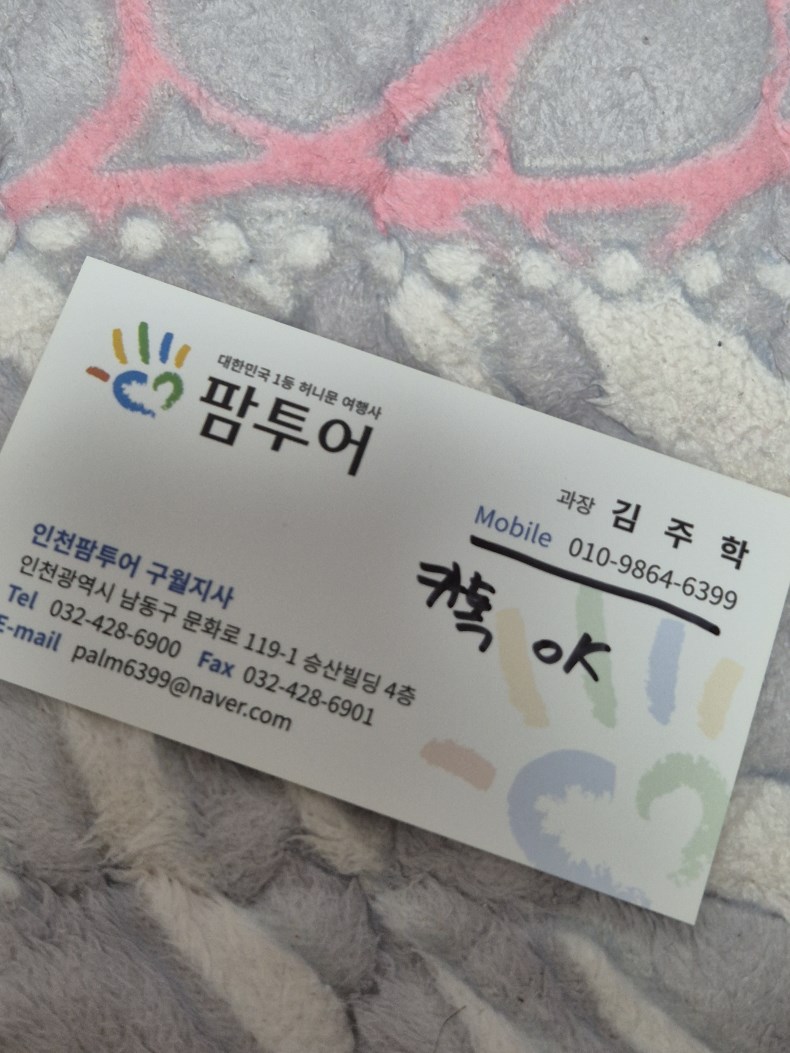 대한민국 1등 허니문 여행사
팜투어
과장 김주학
Mobile 010-9864-6399
카톡 OK
인천팜투어 구월지사
인천광역시 남동구 문화로 119-1 승산빌딩 4층
Tel 032-428-6900 Fax 032-428-6901
E-mail palm6399@naver.com